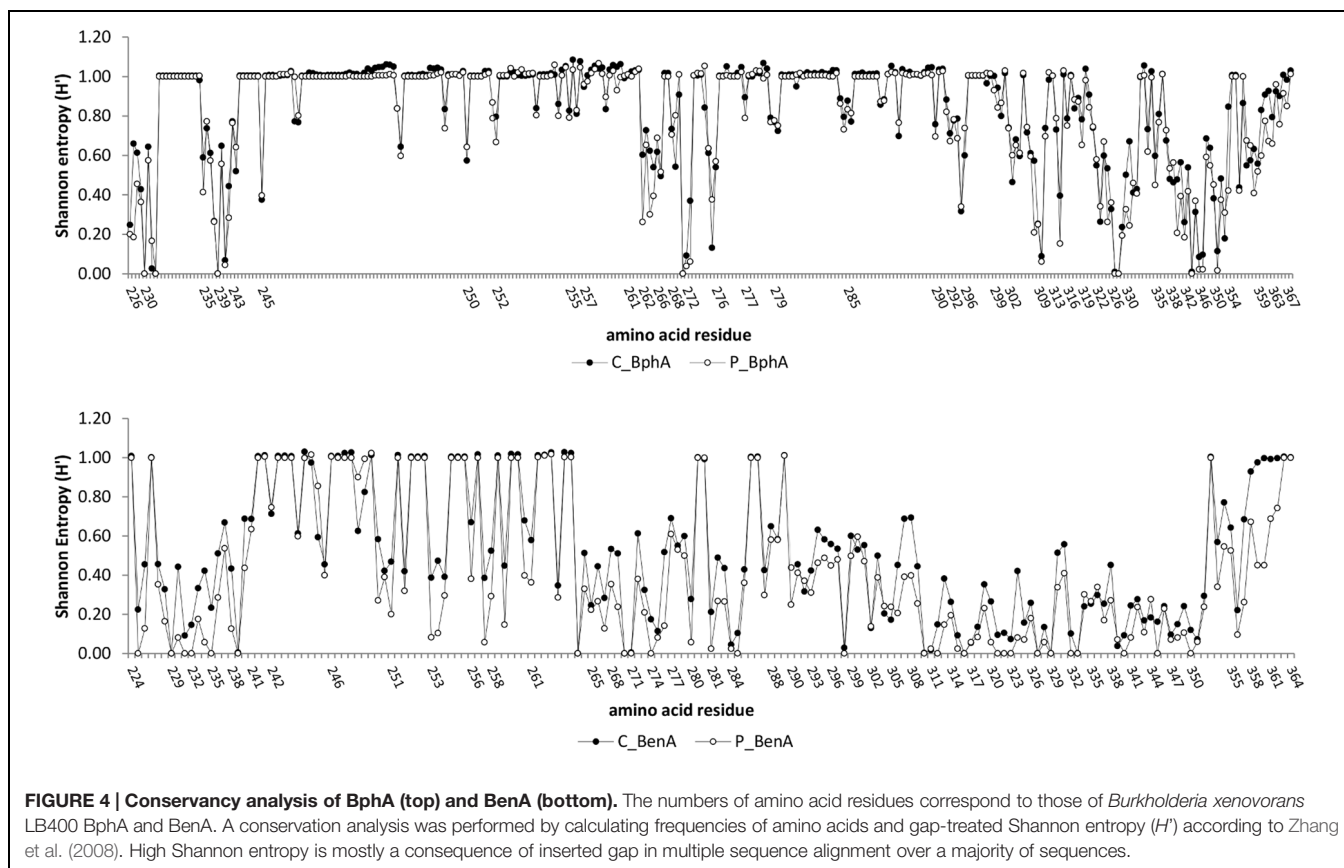 1.20
1.00
0.80
0.60
0.40
0.20
0.00
Shannon entropy (H')
226 230 235 239 243 245 250 252 255 257 261 262 266 268 272 276 277 279 285 290 292 296 299 302 309 313 316 319 322 326 330 335 338 342 346 350 354 359 363 367
amino acid residue
C_BphA P_BphA
1.20
1.00
0.80
0.60
0.40
0.20
0.00
Shannon Entropy (H')
224 229 232 235 238 241 242 246 251 253 256 258 261 265 268 271 274 277 280 281 284 288 290 293 296 299 302 305 308 311 314 317 320 323 326 329 332 335 338 341 344 347 350 355 358 361 364
amino acid residue
C_BenA P_BenA
FIGURE 4 | Conservancy analysis of BphA (top) and BenA (bottom). The numbers of amino acid residues correspond to those of Burkholderia xenovorans
LB400 BphA and BenA. A conservation analysis was performed by calculating frequencies of amino acids and gap-treated Shannon entropy (H') according to Zhang
et al. (2008). High Shannon entropy is mostly a consequence of inserted gap in multiple sequence alignment over a majority of sequences.